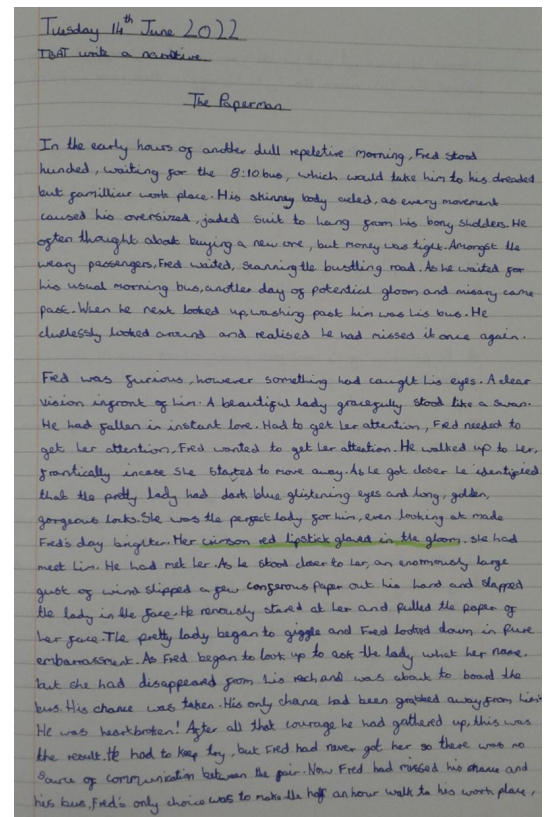 Tuesday 14th June 2022
TBAT write a narrative
The Paperman
In the early hours of another dull repeletive morning, Fred stood
hunded, waiting for the 8:10 bus, which would take him to his dreaded
but familliar work place. His skinney body acled, as every movement
caused his oversized, jaded suit to hang from his bony sholders. He
often thought about buying a new one, but money was tight. Amongst the
weary passengers, Fred waited, scanning the bustling road. As he waited for
his usual morning bus, another day of potential gloom and misary came
past. When he next looked up, washing past him was his bus. He
cluelessly looked around and realised he had missed it once again.
Fred was furious, however something had caught his eyes. A clear
vision infront of him. A beautiful lady gracefully stood like a swan.
He had fallen in instant love. Had to get her attention, Fred needed to
get her attention, Fred wanted to get her attention. He walked up to her,
frantically incase she started to move away. As he got closer he identified
that the pretty lady had dark blue glistening eyes and long, golden,
gorgeous locks. She was the perfect lady for him, even looking at made
Fred's day brighter. Her crimson red lipstick glared in the gloom. she had
meet him. He had met her. As he stood closer to her, an enormously large
gust of wind slipped a few congerous paper out his hand and slapped
the lady in the face. He nervously stared at her and pulled the paper of
her face. The pretty lady began to giggle and Fred looked down in pure
embarrassment. As Fred began to look up to ask the lady what her name.
but she had disappeared from his reach and was about to board the
bus. His chance was taken. His only chance had been grabbed away from him.
He was heartbroken! After all that courage he had gathered up, this was
the result. He had to keep try, but Fred had never got her so there was no
source of communication between the pair. Now Fred had missed his chance and
his bus, Fred's only choice was to make the half an hour walk to his work place,